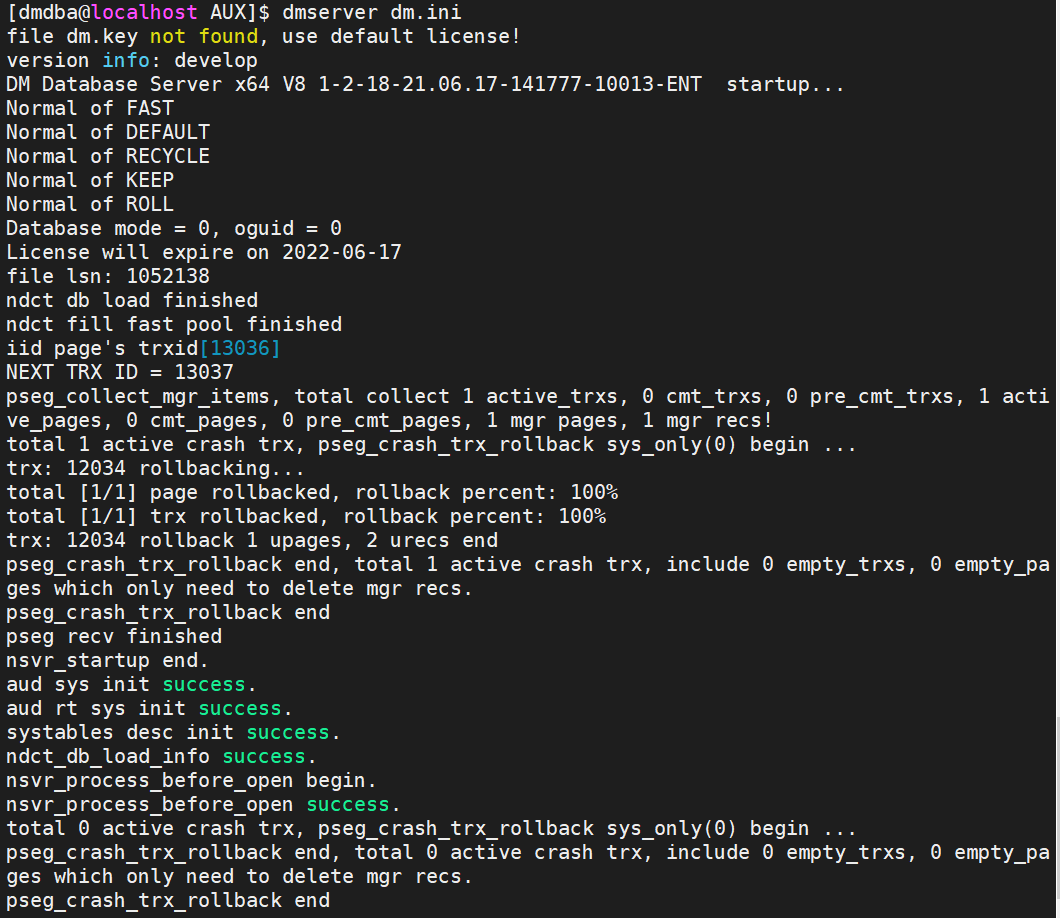 [dmdba@localhost AUX]$ dmserver dm.ini
file dm.key not found, use default license!
version info: develop
DM Database Server x64 V8 1-2-18-21.06.17-141777-10013-ENT  startup...
Normal of FAST
Normal of DEFAULT
Normal of RECYCLE
Normal of KEEP
Normal of ROLL
Database mode = 0, oguid = 0
License will expire on 2022-06-17
file lsn: 1052138
ndct db load finished
ndct fill fast pool finished
iid page's trxid[13036]
NEXT TRX ID = 13037
pseg_collect_mgr_items, total collect 1 active_trxs, 0 cmt_trxs, 0 pre_cmt_trxs, 1 acti
ve_pages, 0 cmt_pages, 0 pre_cmt_pages, 1 mgr pages, 1 mgr recs!
total 1 active crash trx, pseg_crash_trx_rollback sys_only(0) begin ...
trx: 12034 rollbacking...
total [1/1] page rollbacked, rollback percent: 100%
total [1/1] trx rollbacked, rollback percent: 100%
trx: 12034 rollback 1 upages, 2 urecs end
pseg_crash_trx_rollback end, total 1 active crash trx, include 0 empty_trxs, 0 empty_pa
ges which only need to delete mgr recs.
pseg_crash_trx_rollback end
pseg recv finished
nsvr_startup end.
aud sys init success.
aud rt sys init success.
systables desc init success.
ndct_db_load_info success.
nsvr_process_before_open begin.
nsvr_process_before_open success.
total 0 active crash trx, pseg_crash_trx_rollback sys_only(0) begin ...
pseg_crash_trx_rollback end, total 0 active crash trx, include 0 empty_trxs, 0 empty_pa
ges which only need to delete mgr recs.
pseg_crash_trx_rollback end